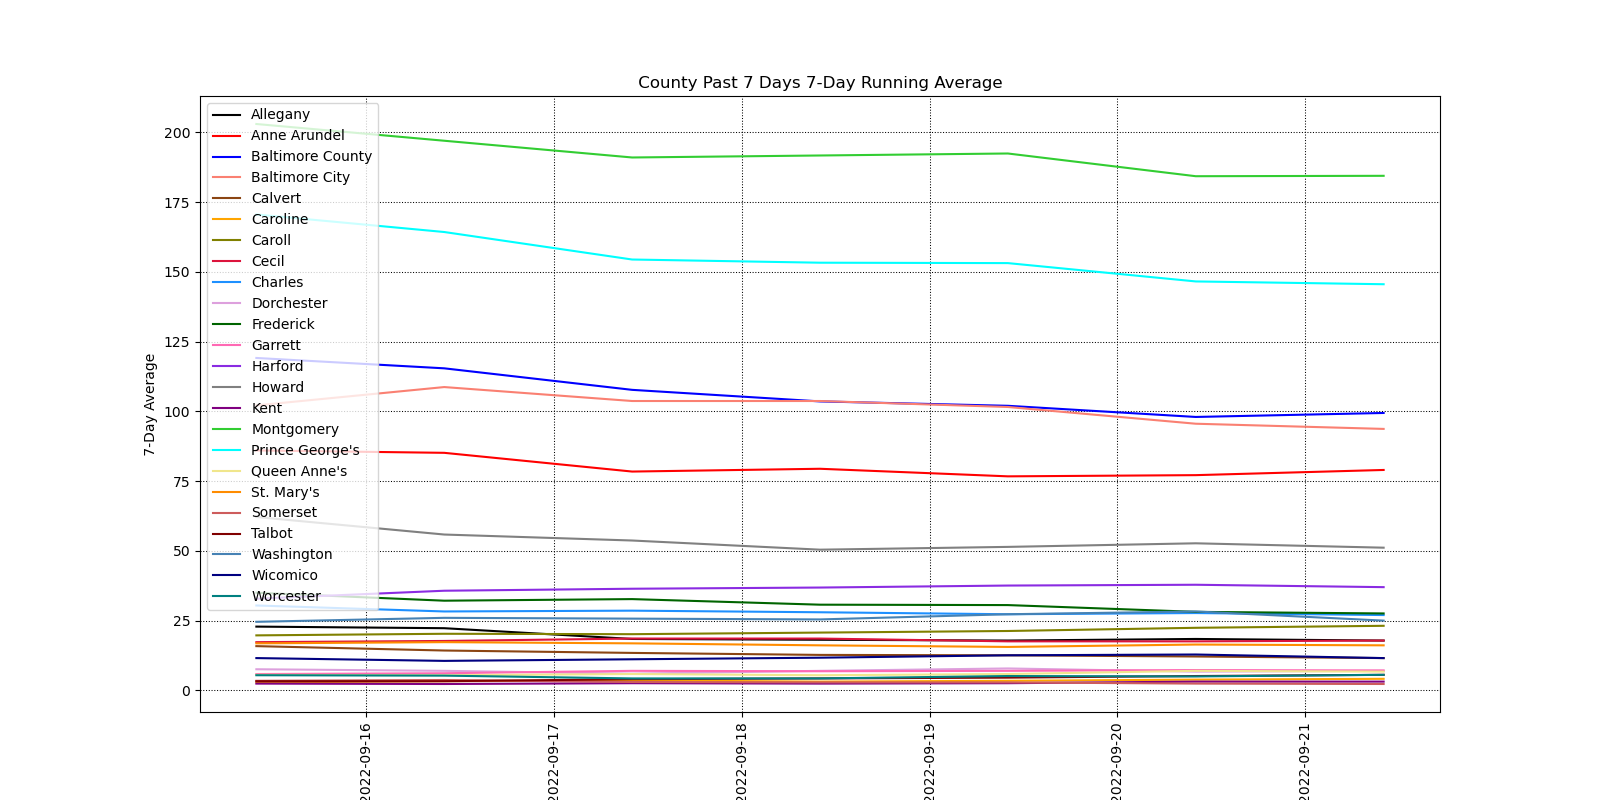 County Past 7 Days 7-Day Running Average
7-Day Average
200
175
150
125
100
75
50
25
0
Allegany
Anne Arundel
Baltimore County
Baltimore City
Calvert
Caroline
Caroll
Cecil
Charles
Dorchester
Frederick
Garrett
Harford
Howard
Kent
Montgomery
Prince George's
Queen Anne's
St. Mary's
Somerset
Talbot
Washington
Wicomico
Worcester
2022-09-16
2022-09-17
2022-09-18
2022-09-19
2022-09-20
2022-09-21